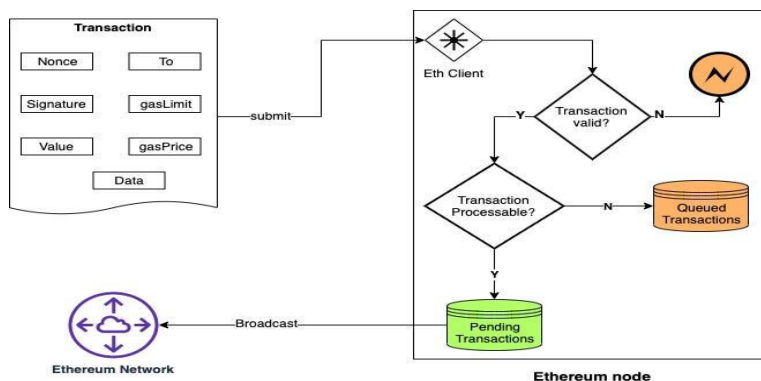 Transaction
Nonce
To
Signature
gasLimit
Value
gasPrice
Data
submit
Eth Client
Transaction
valid?
Y
N
Transaction
Processable?
N
Queued
Transactions
Y
Pending
Transactions
Broadcast
Ethereum Network
Ethereum node